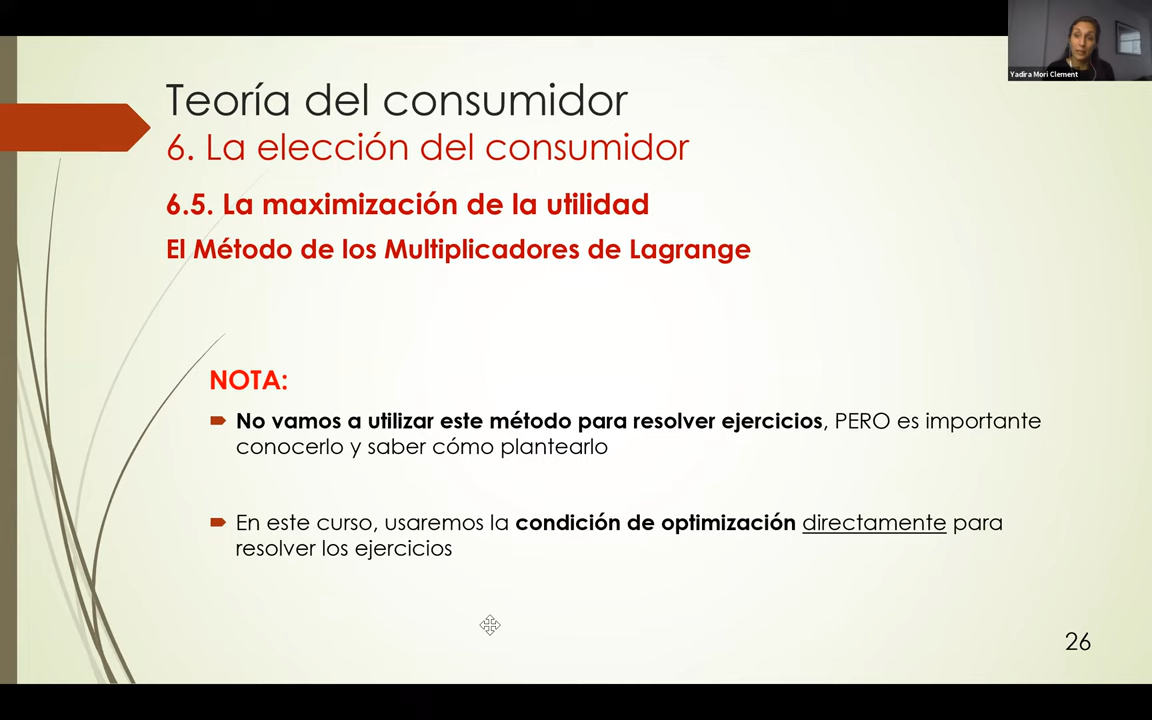 Yadira Mori Clement
Teoría del consumidor
6. La elección del consumidor
6.5. La maximización de la utilidad
El Método de los Multiplicadores de Lagrange
NOTA:
No vamos a utilizar este método para resolver ejercicios, PERO es importante
conocerlo y saber cómo plantearlo
En este curso, usaremos la condición de optimización directamente para
resolver los ejercicios
26